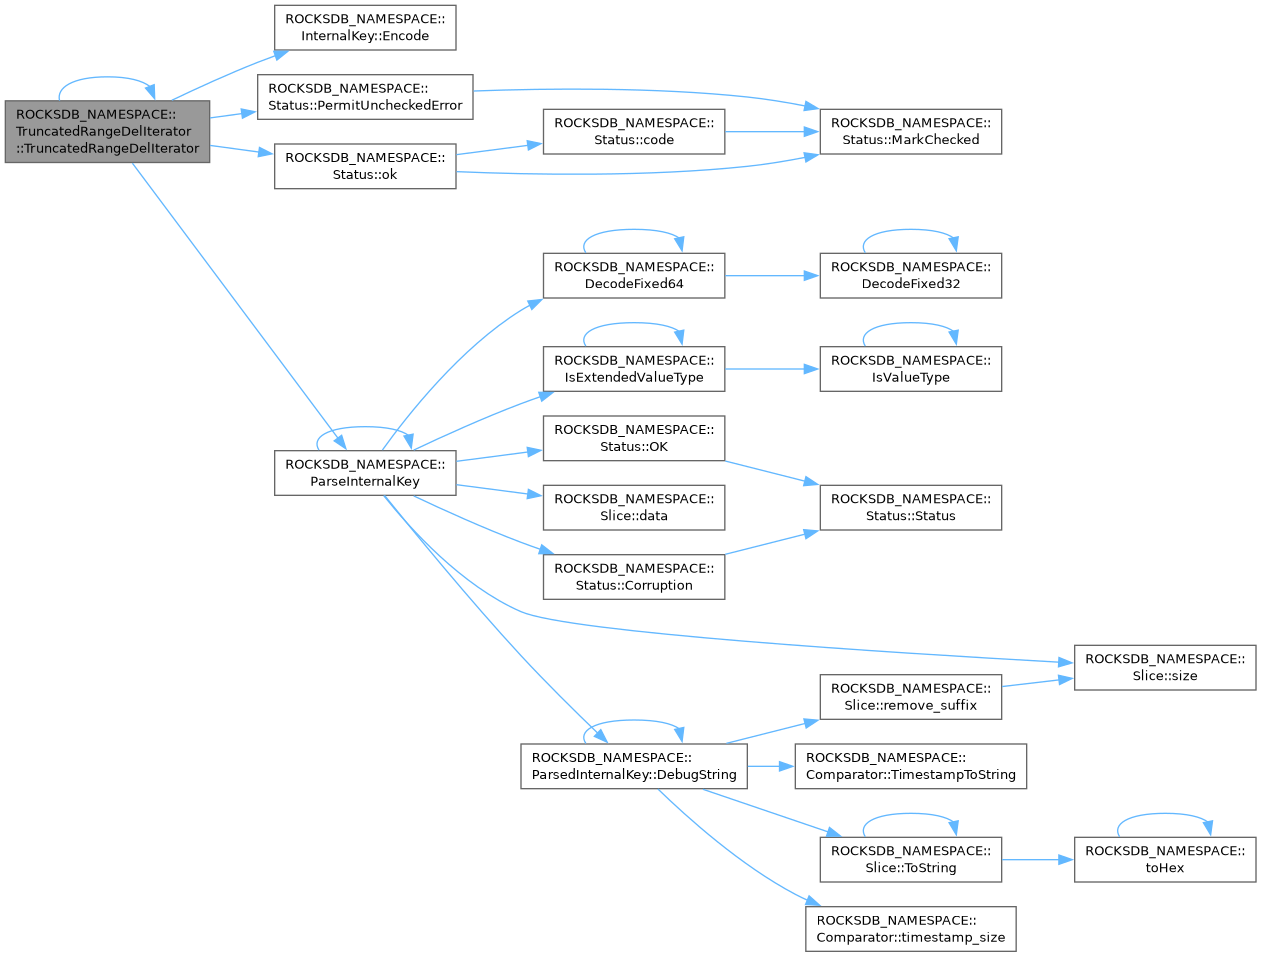 ROCKSDB_NAMESPACE::
InternalKey::Encode
ROCKSDB_NAMESPACE::
TruncatedRangeDelIterator
::TruncatedRangeDelIterator
ROCKSDB_NAMESPACE::
Status::PermitUncheckedError
ROCKSDB_NAMESPACE::
Status::code
ROCKSDB_NAMESPACE::
Status::MarkChecked
ROCKSDB_NAMESPACE::
Status::ok
ROCKSDB_NAMESPACE::
DecodeFixed64
ROCKSDB_NAMESPACE::
DecodeFixed32
ROCKSDB_NAMESPACE::
IsExtendedValueType
ROCKSDB_NAMESPACE::
IsValueType
ROCKSDB_NAMESPACE::
Status::OK
ROCKSDB_NAMESPACE::
ParseInternalKey
ROCKSDB_NAMESPACE::
Slice::data
ROCKSDB_NAMESPACE::
Status::Status
ROCKSDB_NAMESPACE::
Status::Corruption
ROCKSDB_NAMESPACE::
Slice::size
ROCKSDB_NAMESPACE::
Slice::remove_suffix
ROCKSDB_NAMESPACE::
ParsedInternalKey::DebugString
ROCKSDB_NAMESPACE::
Comparator::TimestampToString
ROCKSDB_NAMESPACE::
Slice::ToString
ROCKSDB_NAMESPACE::
toHex
ROCKSDB_NAMESPACE::
Comparator::timestamp_size